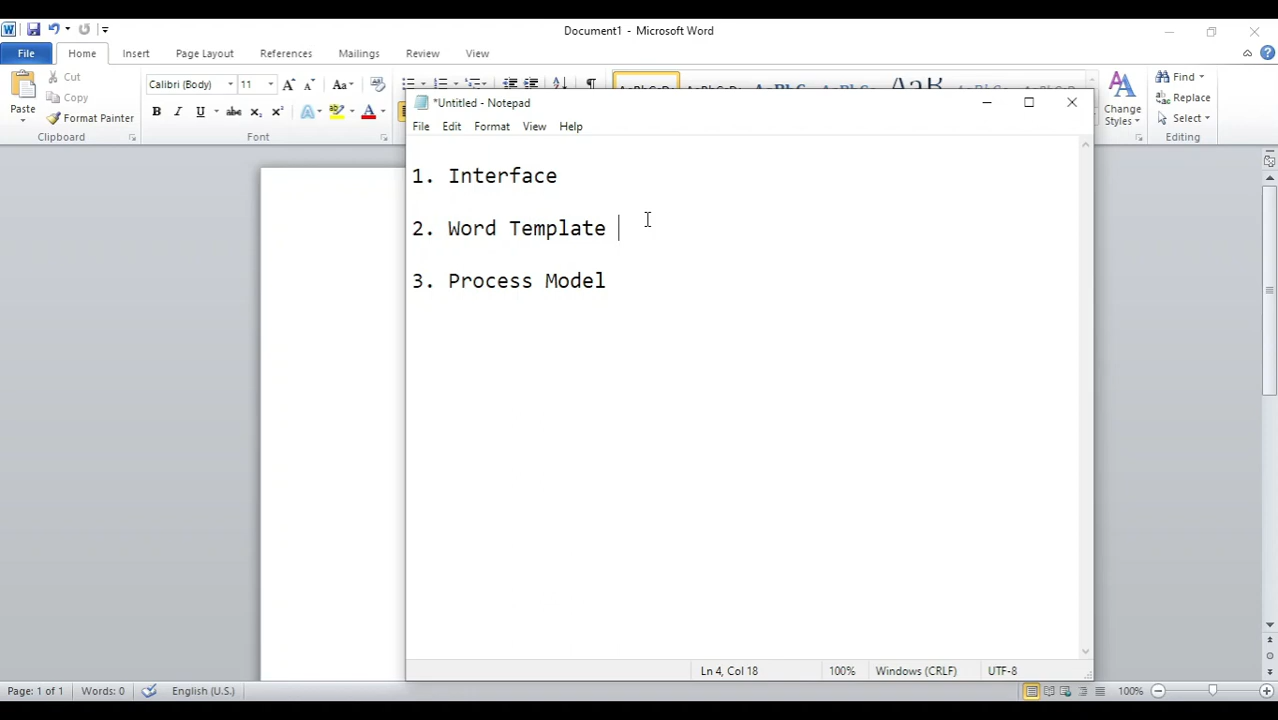 Document1 - Microsoft Word
File Home Insert Page Layout References Mailings Review View
Paste
Cut
Copy
Format Painter
Clipboard
Calibri (Body) 11
Font
Change Styles
Find
Replace
Select
Editing
*Untitled - Notepad
File Edit Format View Help
1. Interface
2. Word Template
3. Process Model
Ln 4, Col 18 100% Windows (CRLF) UTF-8
Page: 1 of 1 Words: 0 English (U.S.) 100%